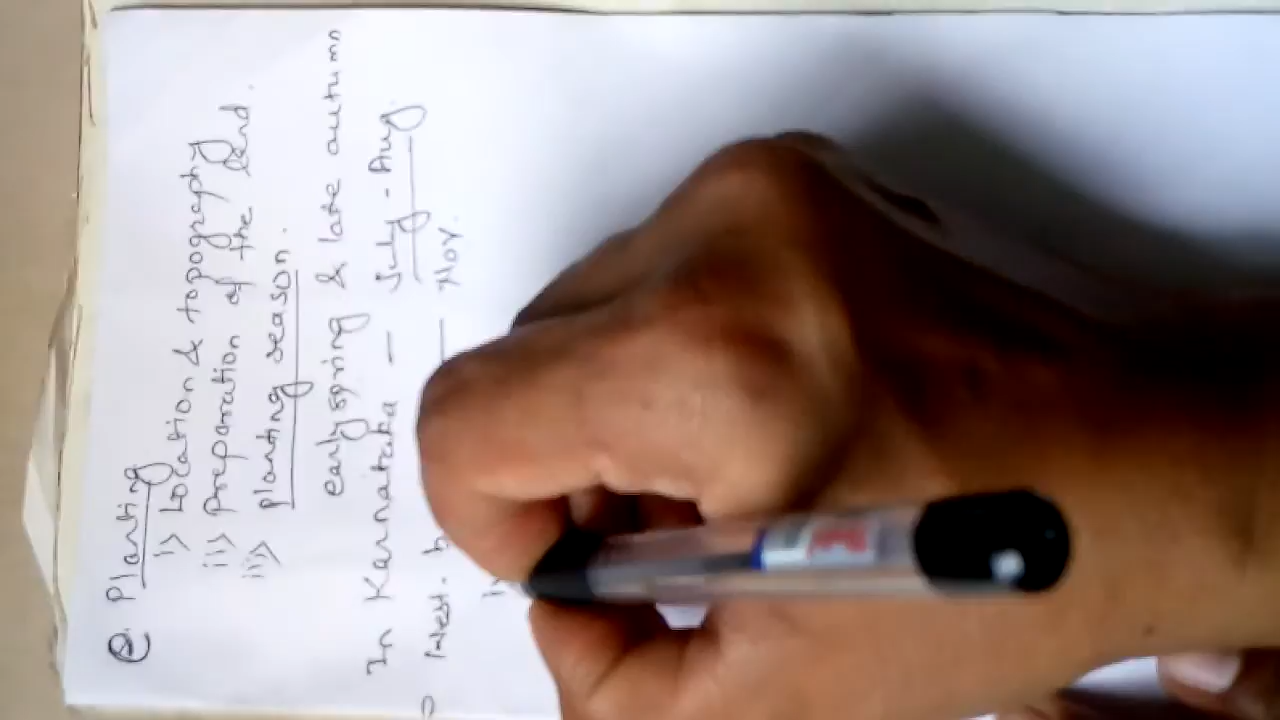 Q. Planting
i> Location & topography
ii> preparation of the land.
iii> planting season.
early spring & late autumn
In Karnataka — July - Aug.
West. b — Nov.